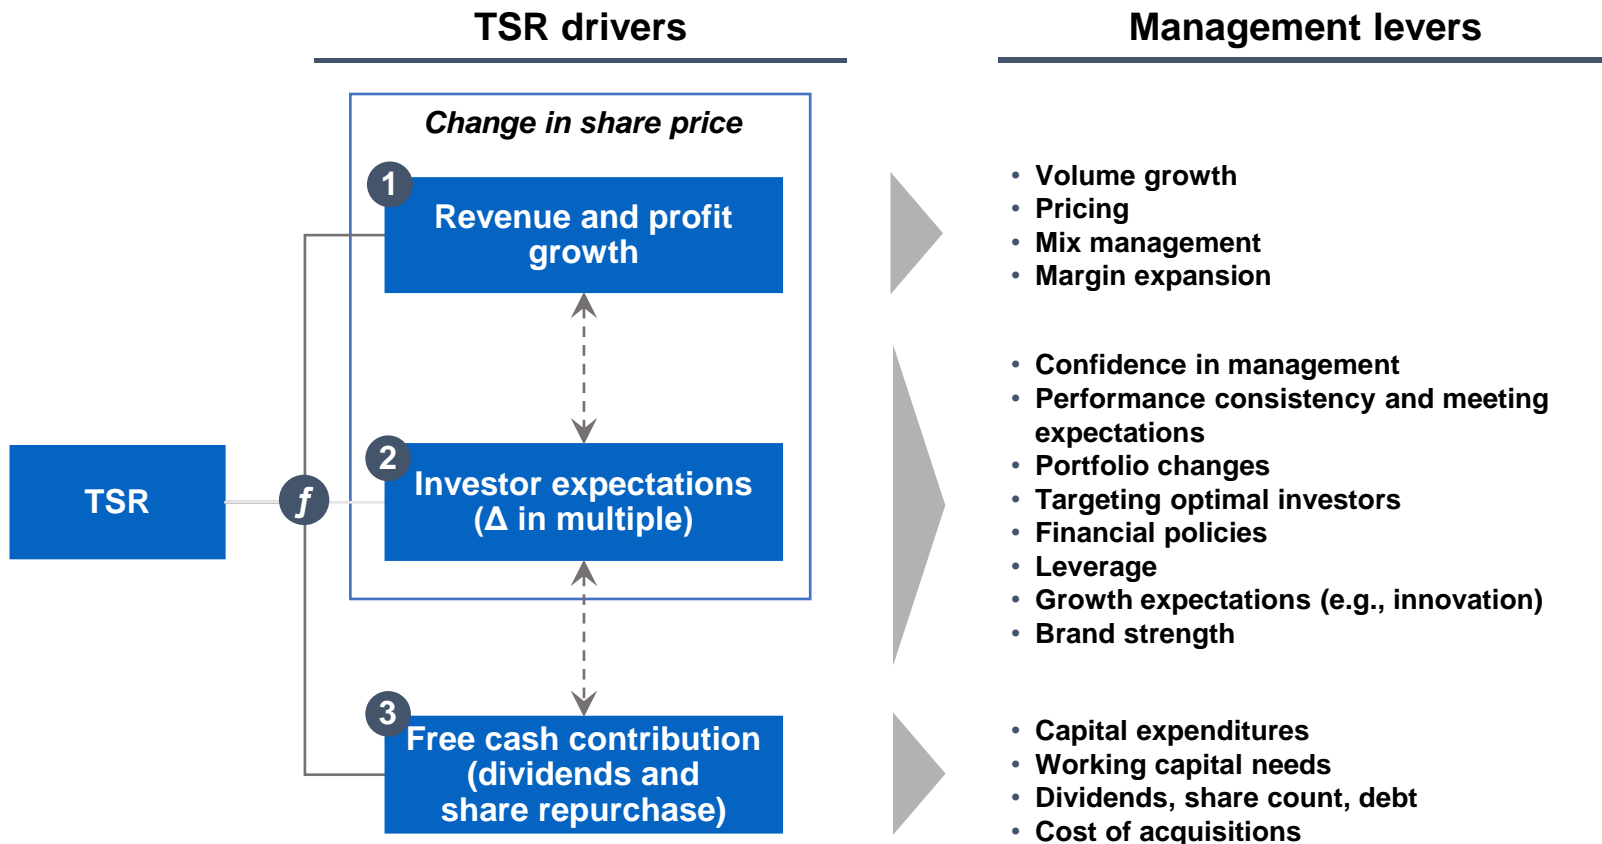 TSR drivers
Management levers
Change in share price
1
Revenue and profit
growth
• Volume growth
• Pricing
• Mix management
• Margin expansion
TSR
ƒ
2
Investor expectations
(Δ in multiple)
• Confidence in management
• Performance consistency and meeting
expectations
• Portfolio changes
• Targeting optimal investors
• Financial policies
• Leverage
• Growth expectations (e.g., innovation)
• Brand strength
3
Free cash contribution
(dividends and
share repurchase)
• Capital expenditures
• Working capital needs
• Dividends, share count, debt
• Cost of acquisitions